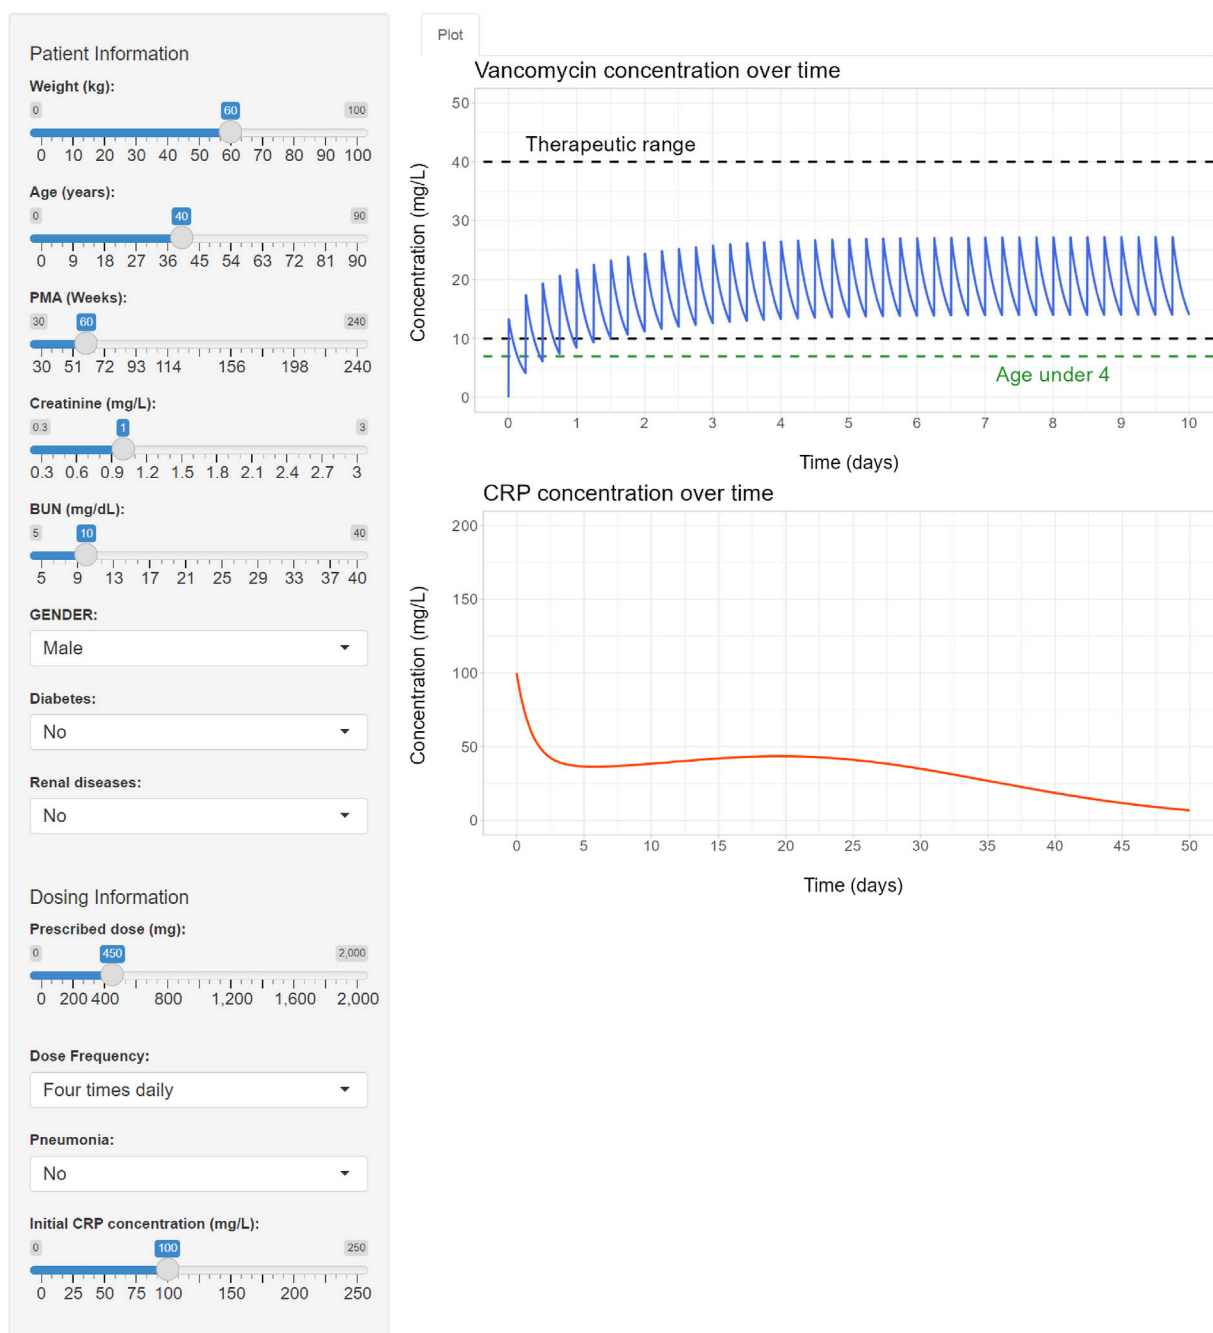 Patient Information
Weight (kg):
0 60 100
0 10 20 30 40 50 60 70 80 90 100
Age (years):
0 40 90
0 9 18 27 36 45 54 63 72 81 90
PMA (Weeks):
30 60 240
30 51 72 93 114 156 198 240
Creatinine (mg/L):
0.3 1 3
0.3 0.6 0.9 1.2 1.5 1.8 2.1 2.4 2.7 3
BUN (mg/dL):
5 10 40
5 9 13 17 21 25 29 33 37 40
GENDER:
Male
Diabetes:
No
Renal diseases:
No
Dosing Information
Prescribed dose (mg):
0 450 2,000
0 200 400 800 1,200 1,600 2,000
Dose Frequency:
Four times daily
Pneumonia:
No
Initial CRP concentration (mg/L):
0 100 250
0 25 50 75 100 150 200 250
Plot
Vancomycin concentration over time
Concentration (mg/L)
50
40
30
20
10
0
Therapeutic range
Age under 4
0 1 2 3 4 5 6 7 8 9 10
Time (days)
CRP concentration over time
Concentration (mg/L)
200
150
100
50
0
0 5 10 15 20 25 30 35 40 45 50
Time (days)